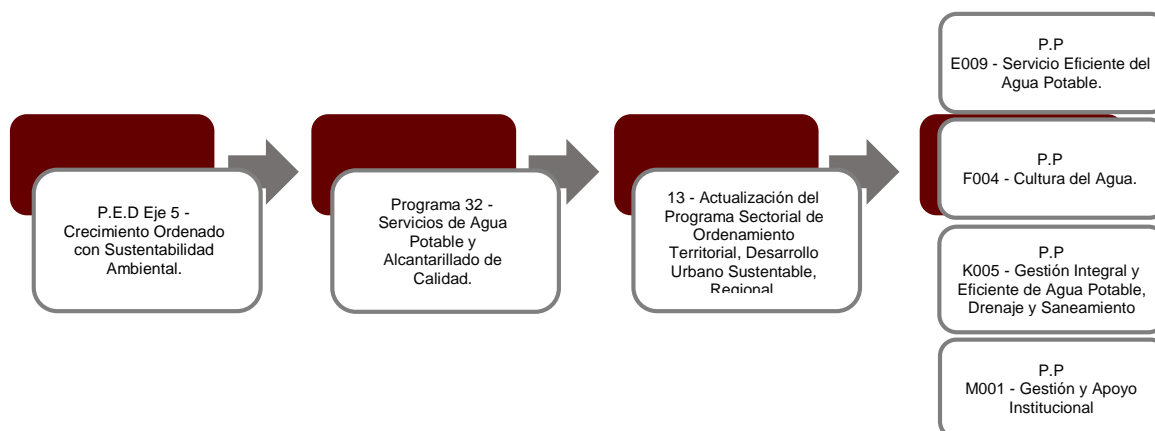 P.E.D Eje 5 -
Crecimiento Ordenado
con Sustentabilidad
Ambiental.
Programa 32 -
Servicios de Agua
Potable y
Alcantarillado de
Calidad.
13 - Actualización del
Programa Sectorial de
Ordenamiento
Territorial, Desarrollo
Urbano Sustentable,
Regional
P.P
E009 - Servicio Eficiente del
Agua Potable.
P.P
F004 - Cultura del Agua.
P.P
K005 - Gestión Integral y
Eficiente de Agua Potable,
Drenaje y Saneamiento
P.P
M001 - Gestión y Apoyo
Institucional